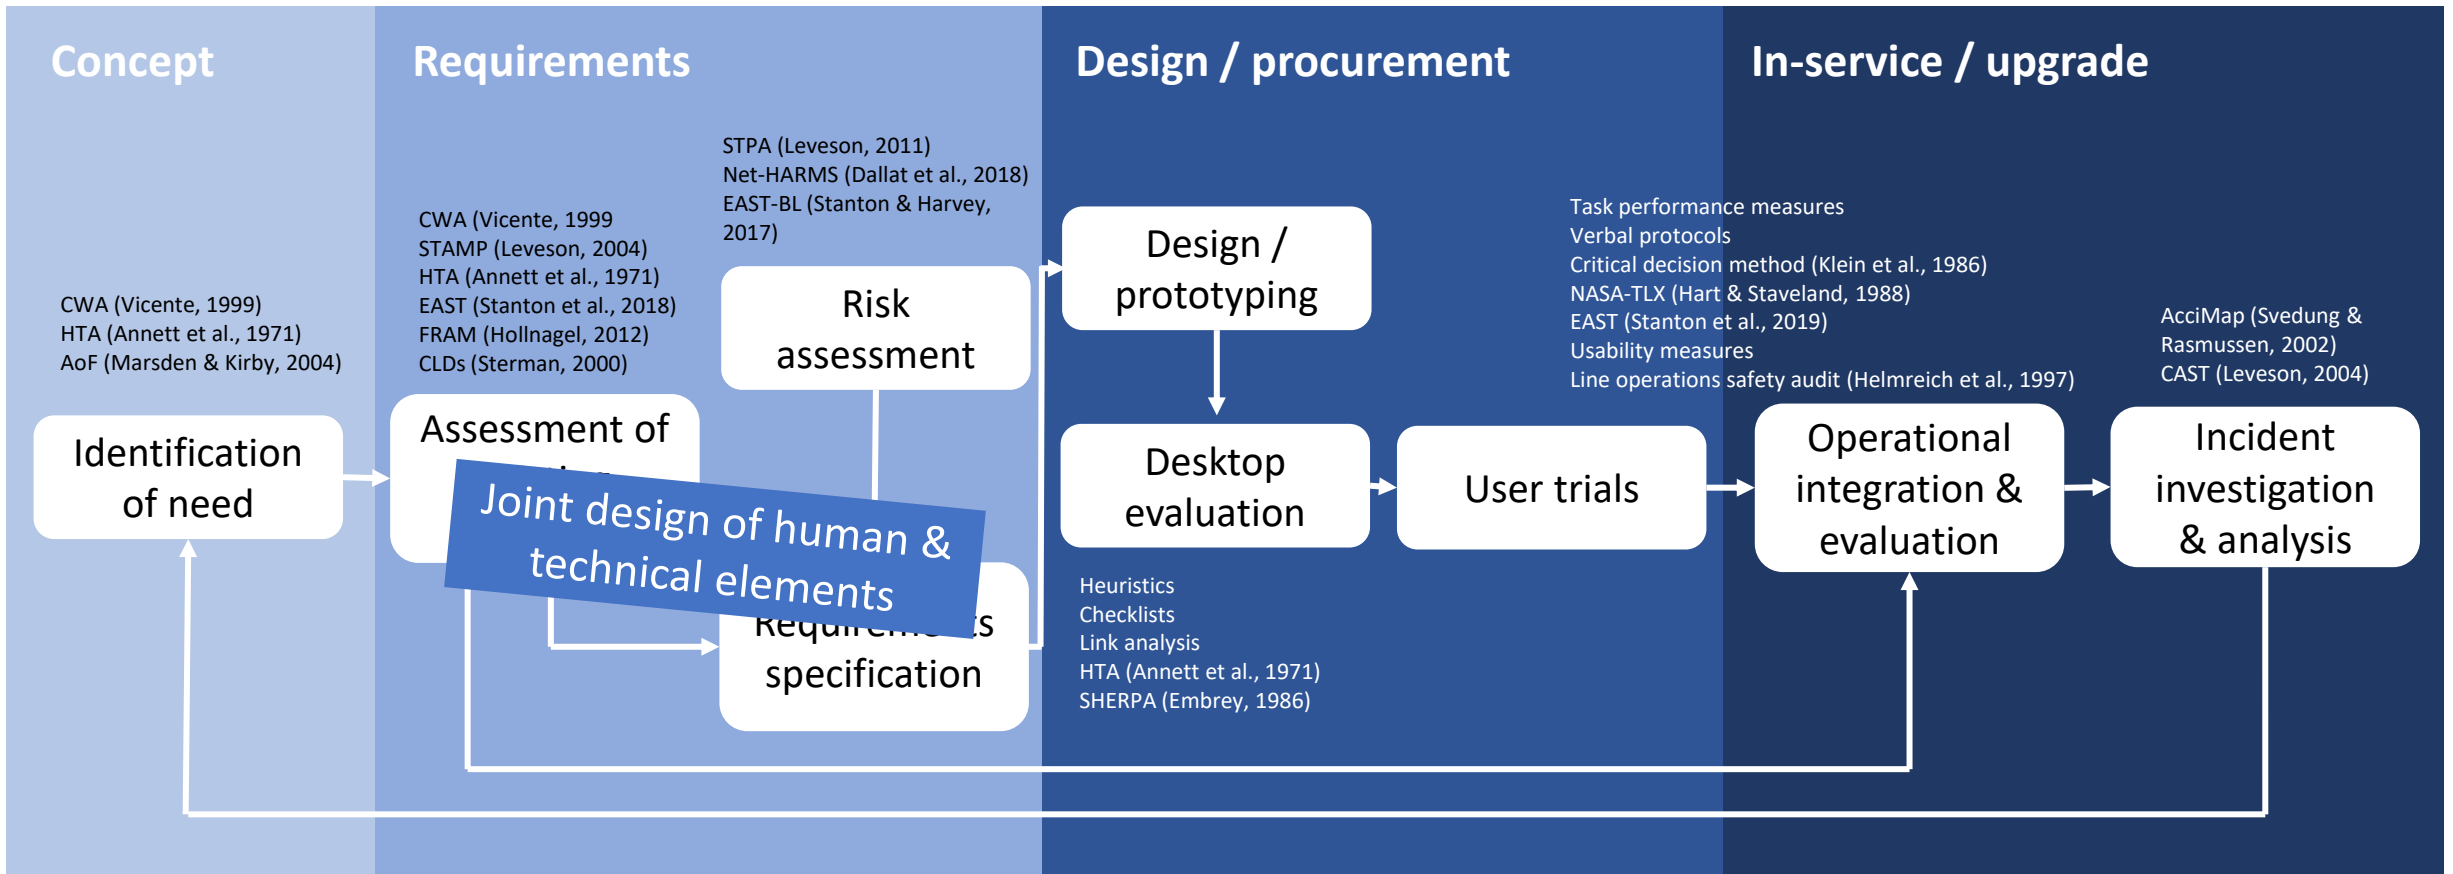 Concept
Requirements
Design / procurement
In-service / upgrade
CWA (Vicente, 1999)
HTA (Annett et al., 1971)
AoF (Marsden & Kirby, 2004)
Identification
of need
CWA (Vicente, 1999
STAMP (Leveson, 2004)
HTA (Annett et al., 1971)
EAST (Stanton et al., 2018)
FRAM (Hollnagel, 2012)
CLDs (Sterman, 2000)
Assessment of
STPA (Leveson, 2011)
Net-HARMS (Dallat et al., 2018)
EAST-BL (Stanton & Harvey,
2017)
Risk
assessment
Joint design of human &
technical elements
Requirements
specification
Design /
prototyping
Desktop
evaluation
Heuristics
Checklists
Link analysis
HTA (Annett et al., 1971)
SHERPA (Embrey, 1986)
User trials
Task performance measures
Verbal protocols
Critical decision method (Klein et al., 1986)
NASA-TLX (Hart & Staveland, 1988)
EAST (Stanton et al., 2019)
Usability measures
Line operations safety audit (Helmreich et al., 1997)
Operational
integration &
evaluation
AcciMap (Svedung &
Rasmussen, 2002)
CAST (Leveson, 2004)
Incident
investigation
& analysis